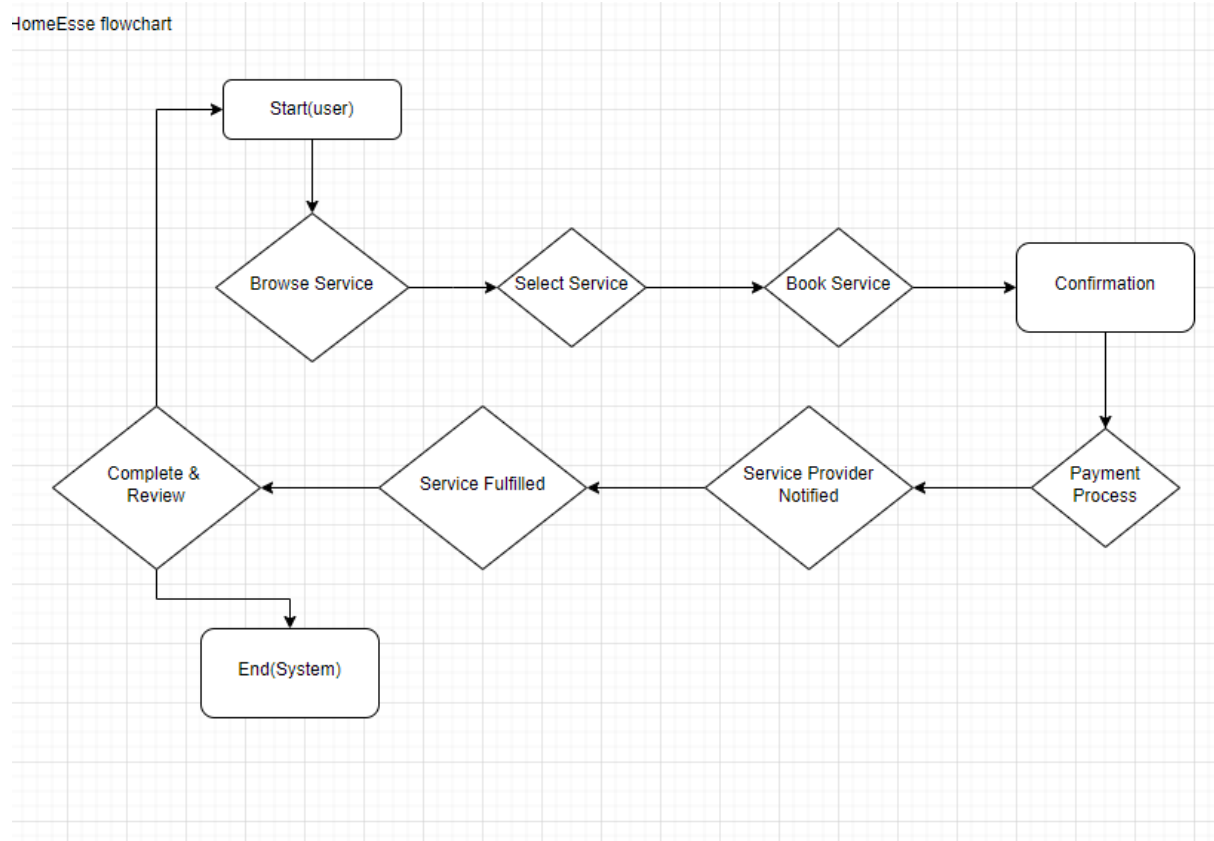 HomeEsse flowchart
Start(user)
Browse Service
Select Service
Book Service
Confirmation
Complete &
Review
Service Fulfilled
Service Provider
Notified
Payment
Process
End(System)